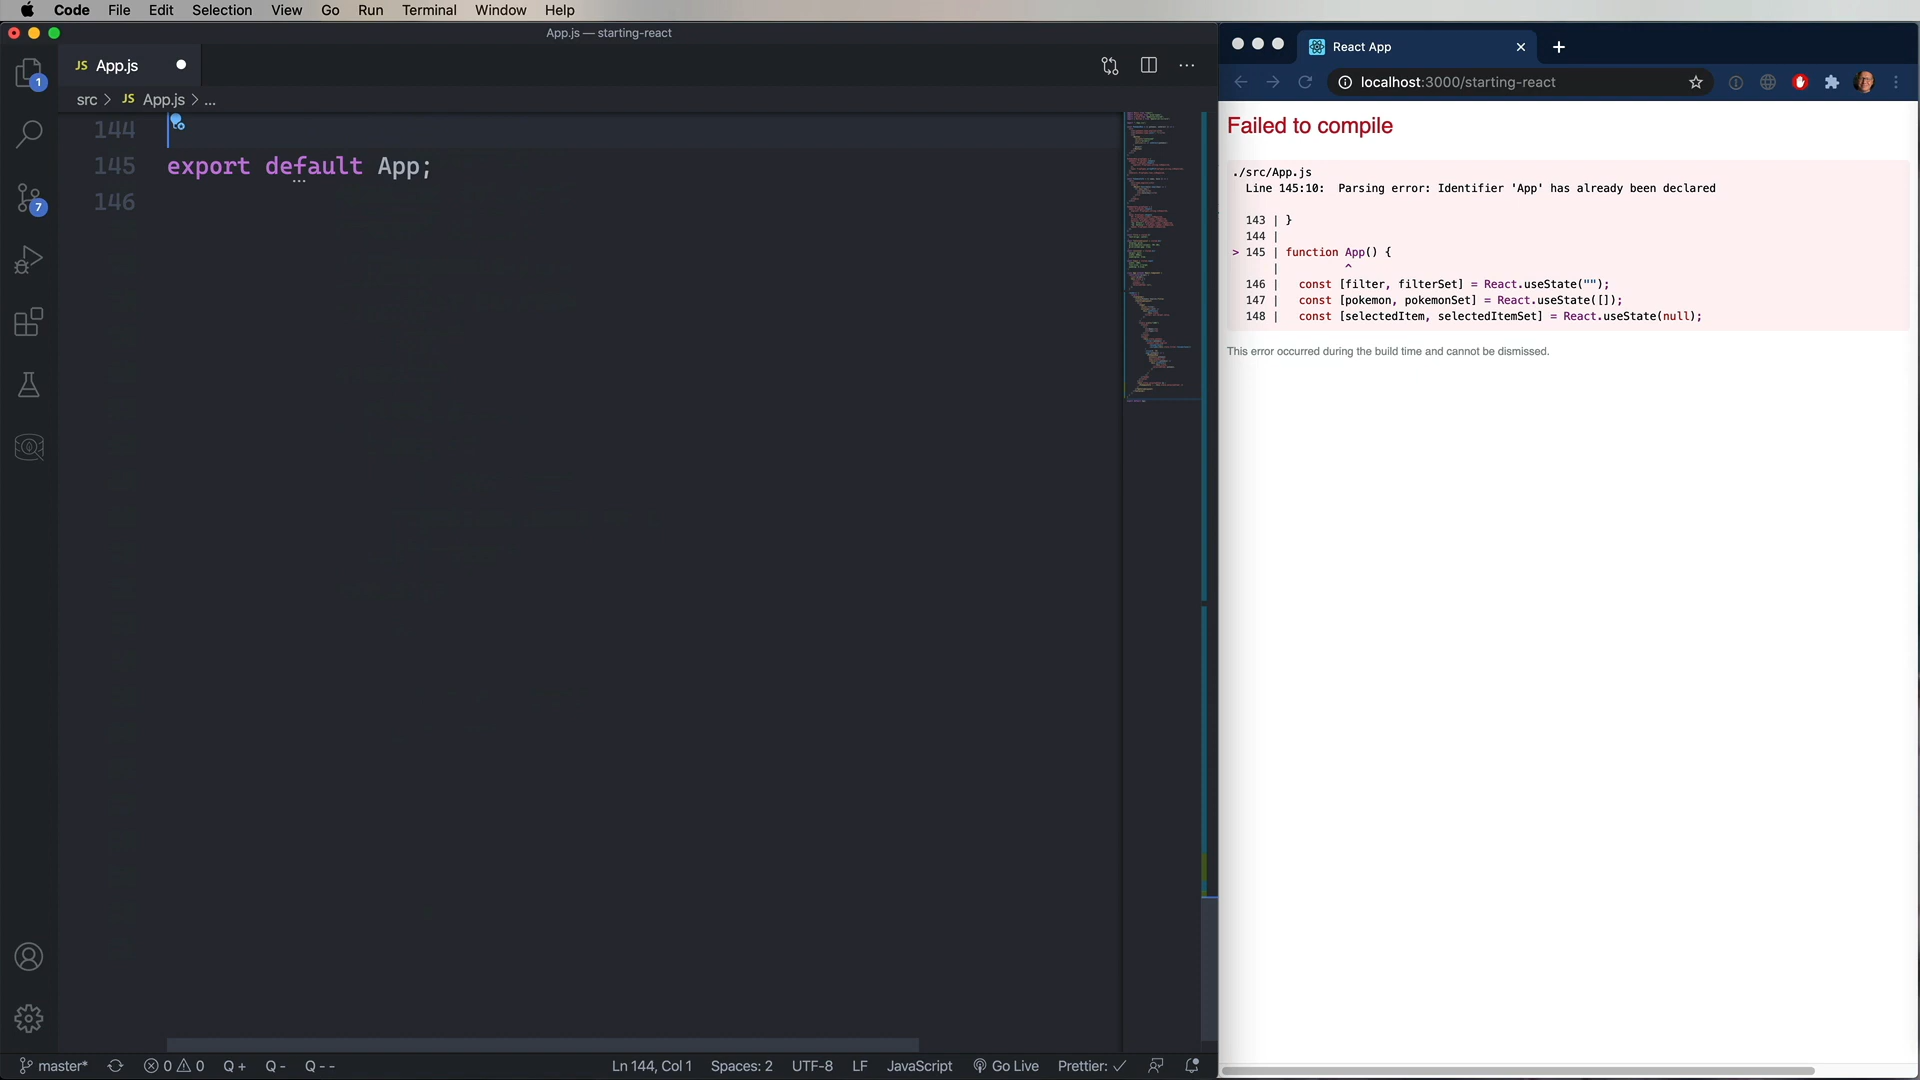 Code File Edit Selection View Go Run Terminal Window Help
App.js — starting-react
JS App.js
src > JS App.js > ...
144
145 export default App;
146
1
7
master* 0 0 Q + Q - Q - - Ln 144, Col 1 Spaces: 2 UTF-8 LF JavaScript Go Live Prettier: ✓
React App
localhost:3000/starting-react
Failed to compile
./src/App.js
Line 145:10: Parsing error: Identifier 'App' has already been declared
143 | }
144 |
> 145 | function App() {
| ^
146 | const [filter, filterSet] = React.useState("");
147 | const [pokemon, pokemonSet] = React.useState([]);
148 | const [selectedItem, selectedItemSet] = React.useState(null);
This error occurred during the build time and cannot be dismissed.